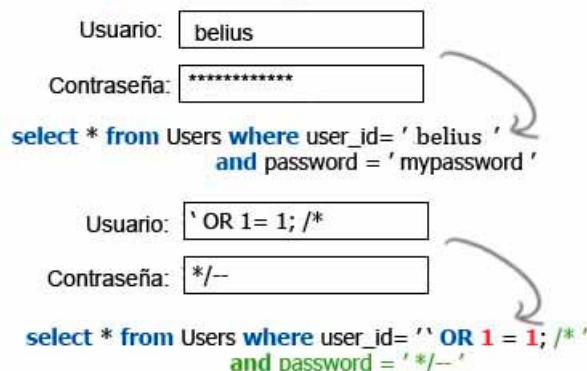 Usuario: belius
Contraseña: ************
select * from Users where user_id= ' belius '
and password = ' mypassword '
Usuario: ` OR 1= 1; /*
Contraseña: */--
select * from Users where user_id= '` OR 1 = 1; /* '
and password = ' */-- '